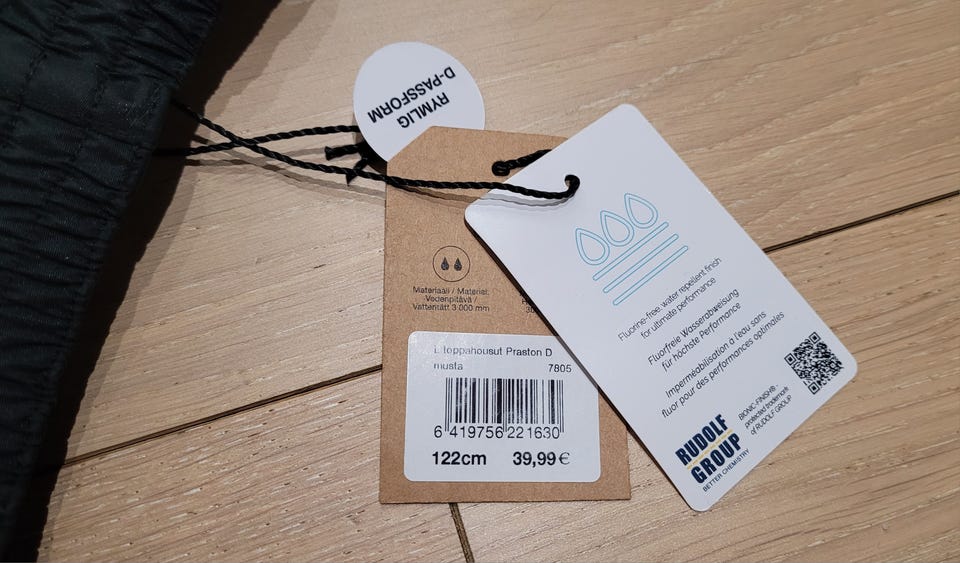 RYMLIG
D-PASSFORM
Materiaali / Material:
Vedenpitävä /
Vattentätt 3 000 mm
toppahousut Praston D
musta 7805
6 419756 221630
122cm 39,99€
Fluorine-free, water repellent finish
for ultimate performance
Fluorfreie Wasserabweisung
für höchste Performance
Imperméabilisation à l'eau sans
fluor pour des performances optimales
BIONIC-FINISH® -
protected trademark
of RUDOLF GROUP
RUDOLF
GROUP
BETTER CHEMISTRY